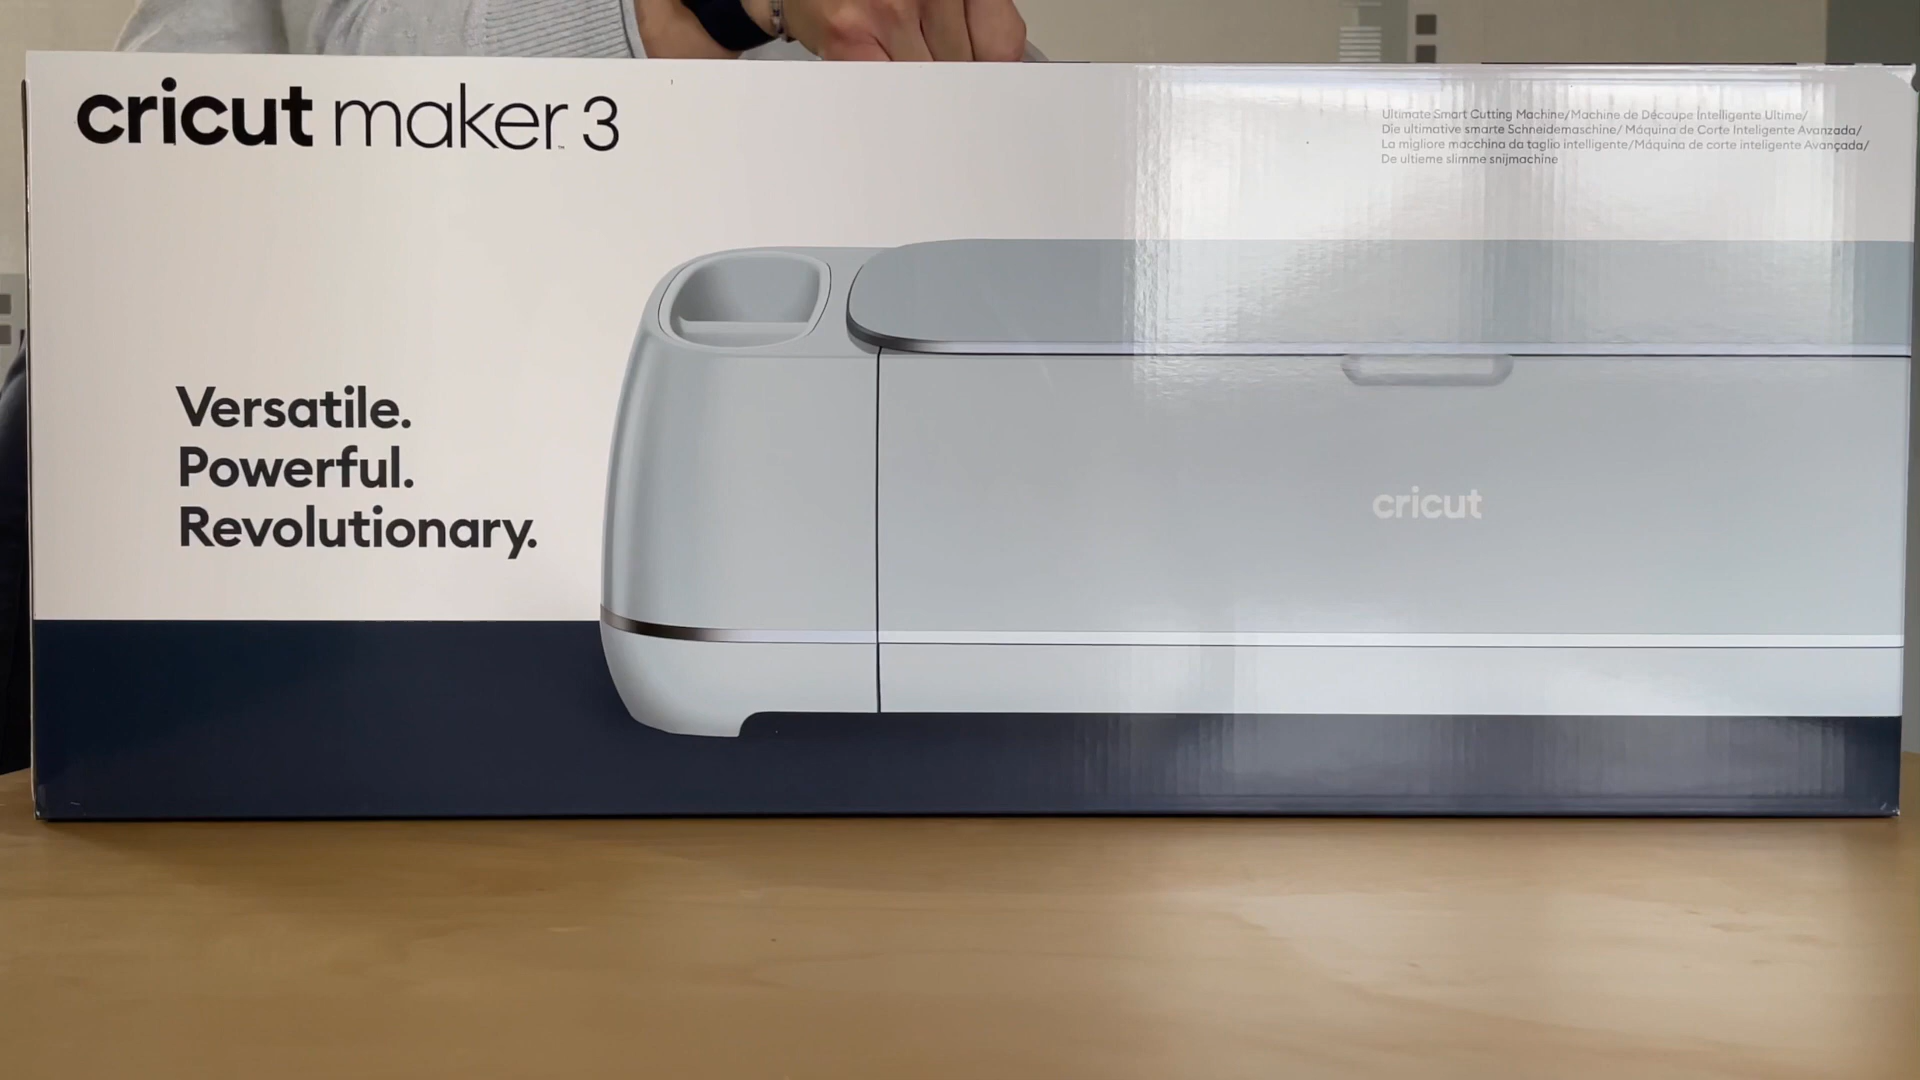 cricut maker 3
Ultimate Smart Cutting Machine/Machine de Découpe Intelligente Ultime/
Die ultimative smarte Schneidemaschine/ Máquina de Corte Inteligente Avanzada/
La migliore macchina da taglio intelligente/Máquina de corte inteligente Avançada/
De ultieme slimme snijmachine
Versatile.
Powerful.
Revolutionary.
cricut